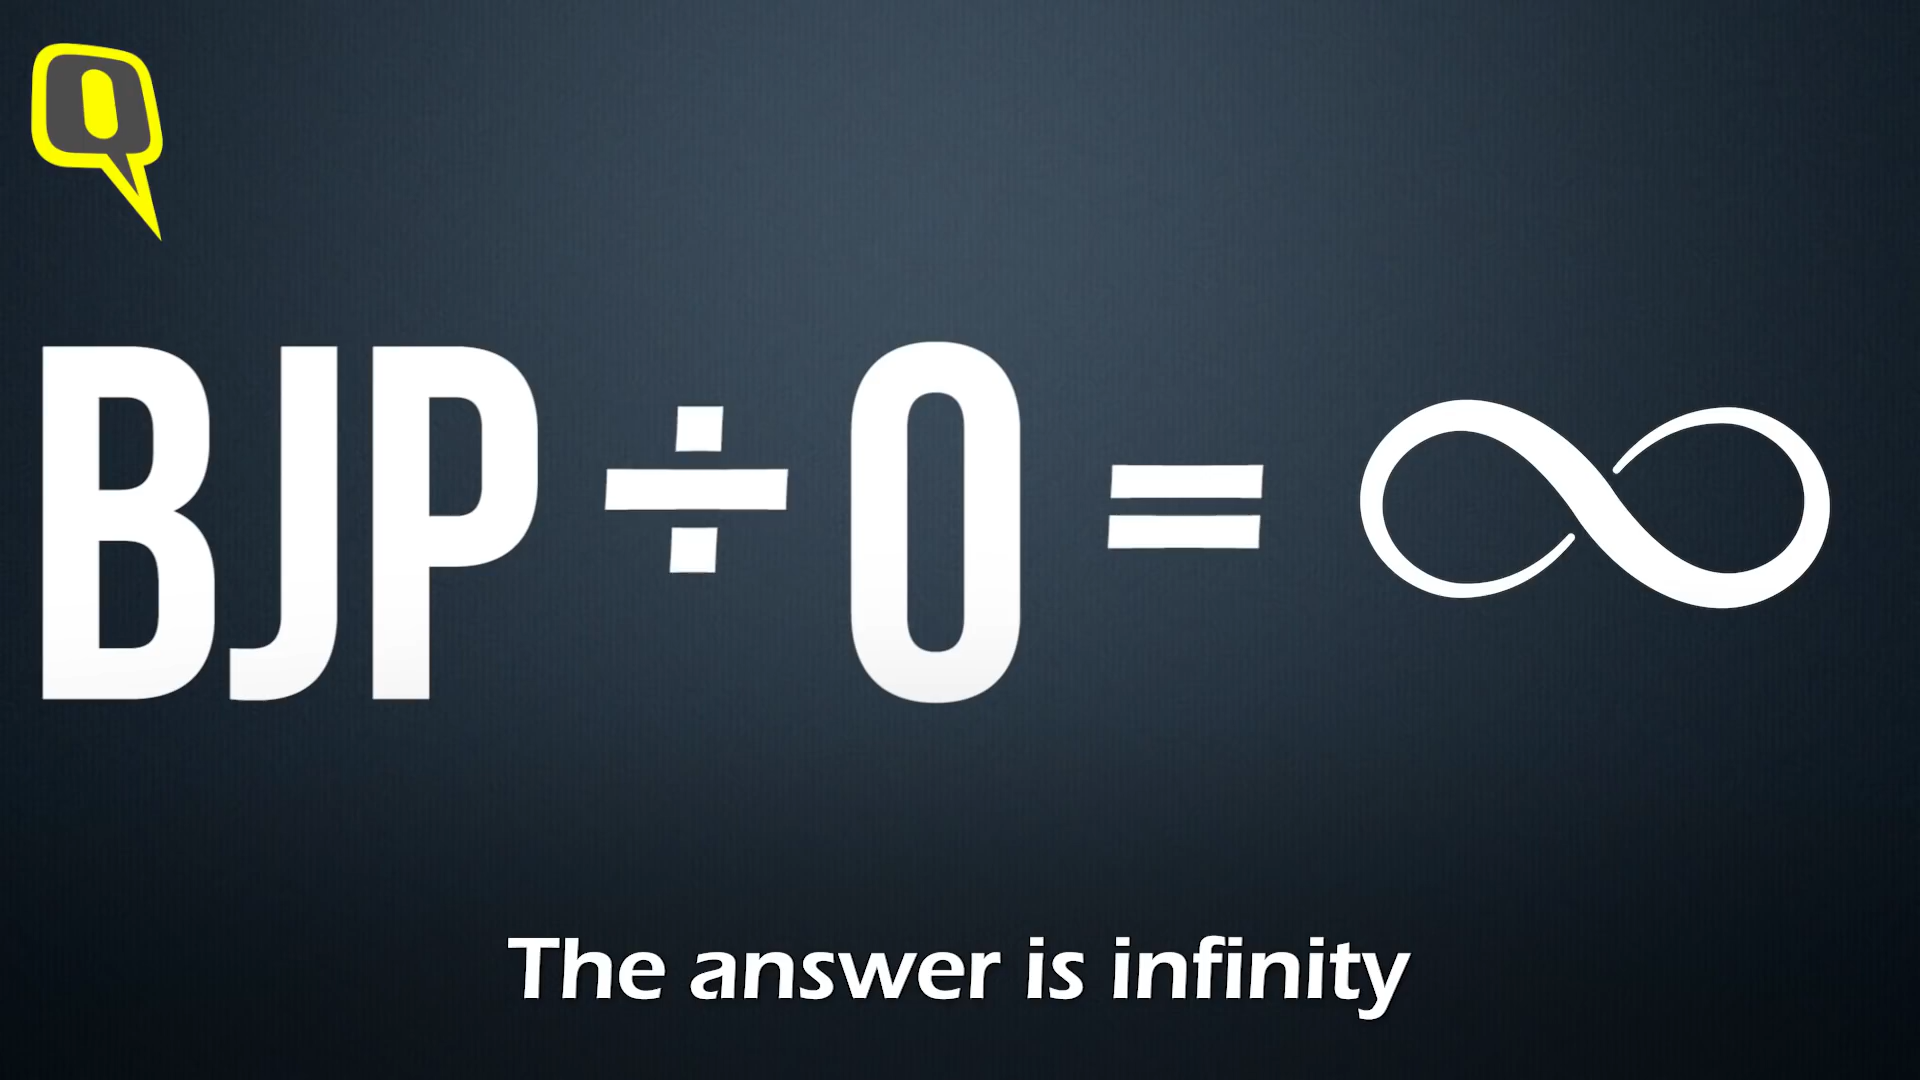 BJP ÷ 0 = ∞
The answer is infinity